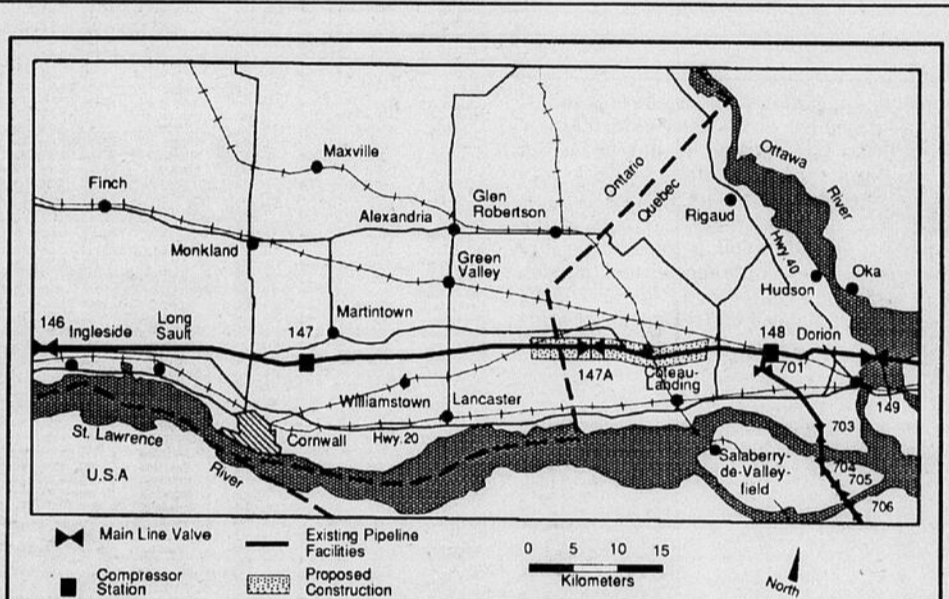 Maxville
Finch
Alexandria
Glen
Robertson
Ontario
Quebec
Ottawa
River
Rigaud
Hwy. 40
Monkland
Green
Valley
Hudson
Oka
146
Ingleside
Long
Sault
147
Martintown
148
Dorion
701
147A
Coteau-
Landing
149
Williamstown
Lancaster
Cornwall
Hwy.20
St. Lawrence
River
U.S.A
Salaberry-
de-Valley-
field
703
704
705
706
Main Line Valve
Existing Pipeline
Facilities
Compressor
Station
Proposed
Construction
0 5 10 15
Kilometers
North